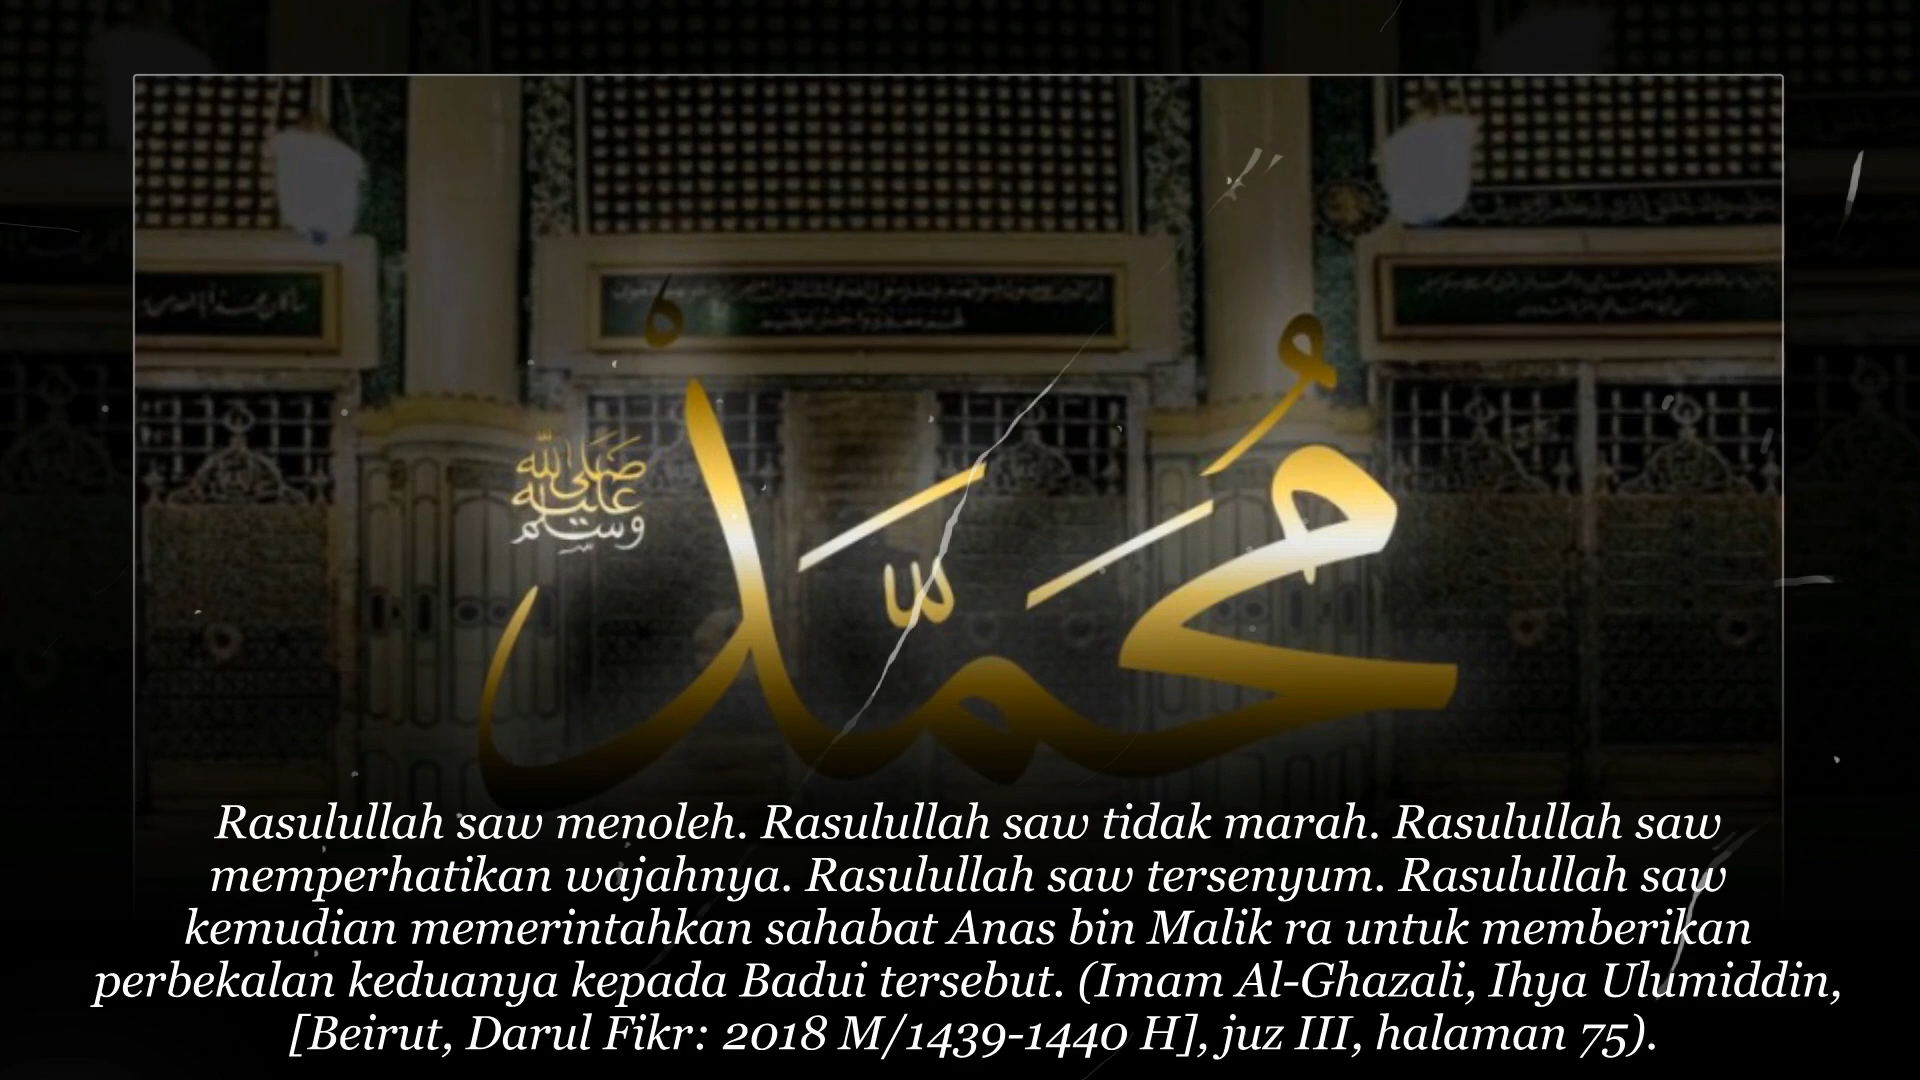 مُحَمَّدْ
صلى الله
عليه
وسلم
Rasulullah saw menoleh. Rasulullah saw tidak marah. Rasulullah saw
memperhatikan wajahnya. Rasulullah saw tersenyum. Rasulullah saw
kemudian memerintahkan sahabat Anas bin Malik ra untuk memberikan
perbekalan keduanya kepada Badui tersebut. (Imam Al-Ghazali, Ihya Ulumiddin,
[Beirut, Darul Fikr: 2018 M/1439-1440 H], juz III, halaman 75).